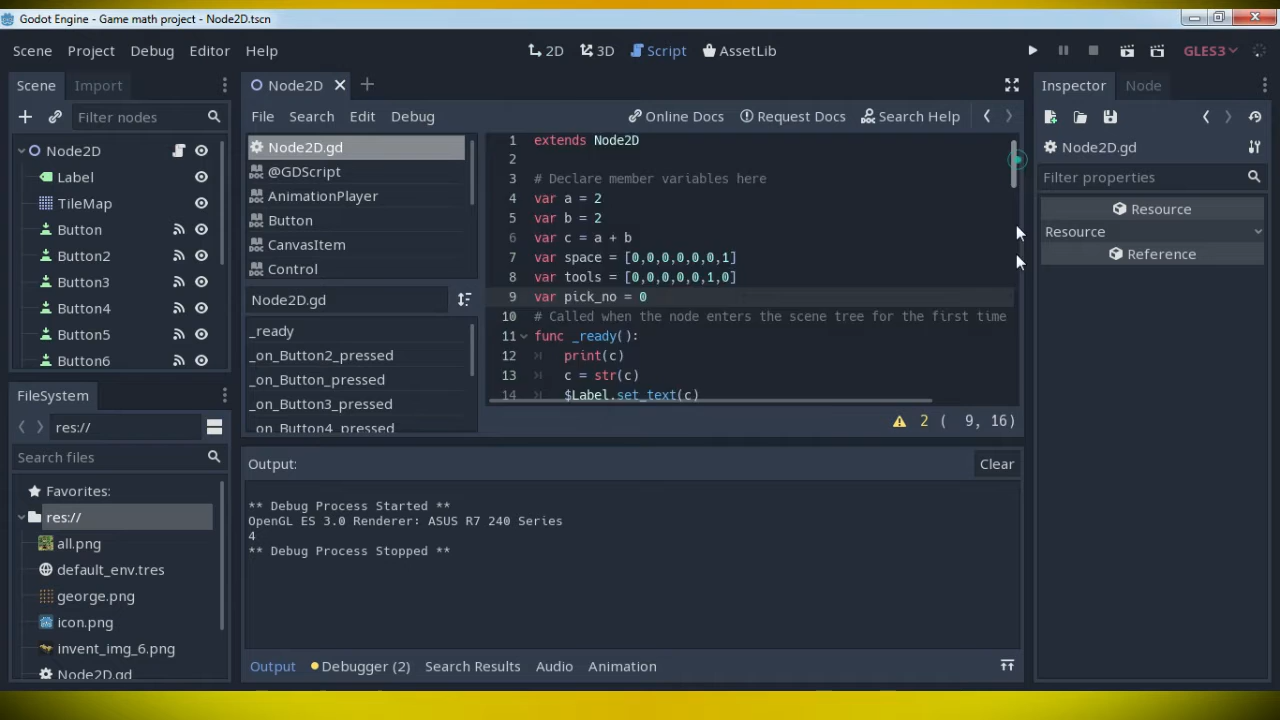 Godot Engine - Game math project - Node2D.tscn
Scene Project Debug Editor Help
2D 3D Script AssetLib
GLES3
Scene Import
Filter nodes
Node2D
Label
TileMap
Button
Button2
Button3
Button4
Button5
Button6
FileSystem
res://
Search files
Favorites:
res://
all.png
default_env.tres
george.png
icon.png
invent_img_6.png
Node2D.gd
Node2D
File Search Edit Debug
Online Docs Request Docs Search Help
Node2D.gd
@GDScript
AnimationPlayer
Button
CanvasItem
Control
Node2D.gd
_ready
_on_Button2_pressed
_on_Button_pressed
_on_Button3_pressed
_on_Button4_pressed
1 extends Node2D
2
3 # Declare member variables here
4 var a = 2
5 var b = 2
6 var c = a + b
7 var space = [0,0,0,0,0,0,1]
8 var tools = [0,0,0,0,0,1,0]
9 var pick_no = 0
10 # Called when the node enters the scene tree for the first time
11 func _ready():
12 print(c)
13 c = str(c)
14 $Label.set_text(c)
2 ( 9, 16)
Output:
Clear
** Debug Process Started **
OpenGL ES 3.0 Renderer: ASUS R7 240 Series
4
** Debug Process Stopped **
Output Debugger (2) Search Results Audio Animation
Inspector Node
Node2D.gd
Filter properties
Resource
Resource
Reference